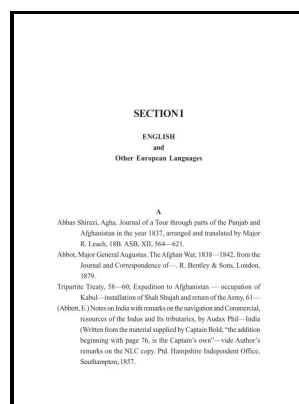 SECTION I
ENGLISH
and
Other European Languages
A
Abbas Shirazi, Agha. Journal of a Tour through parts of the Punjab and
Afghanistan in the year 1837, arranged and translated by Major
R. Leach, 18B. ASB, XII, 564—621.
Abbot, Major General Augustus. The Afghan War, 1838—1842, from the
Journal and Correspondence of—. R. Bentley & Sons, London,
1879.
Tripartite Treaty, 58—60; Expedition to Afghanistan — occupation of
Kabul—installation of Shah Shujah and return of the Army, 61—
(Abbott, E.) Notes on India with remarks on the navigation and Commercial,
resources of the Indus and Its tributaries, by Audax Phil—India
(Written from the material supplied by Captain Bold; "the addition
beginning with page 76, is the Captain's own"—vide Author's
remarks on the NLC copy. Ptd. Hampshire Independent Office,
Southampton, 1857.